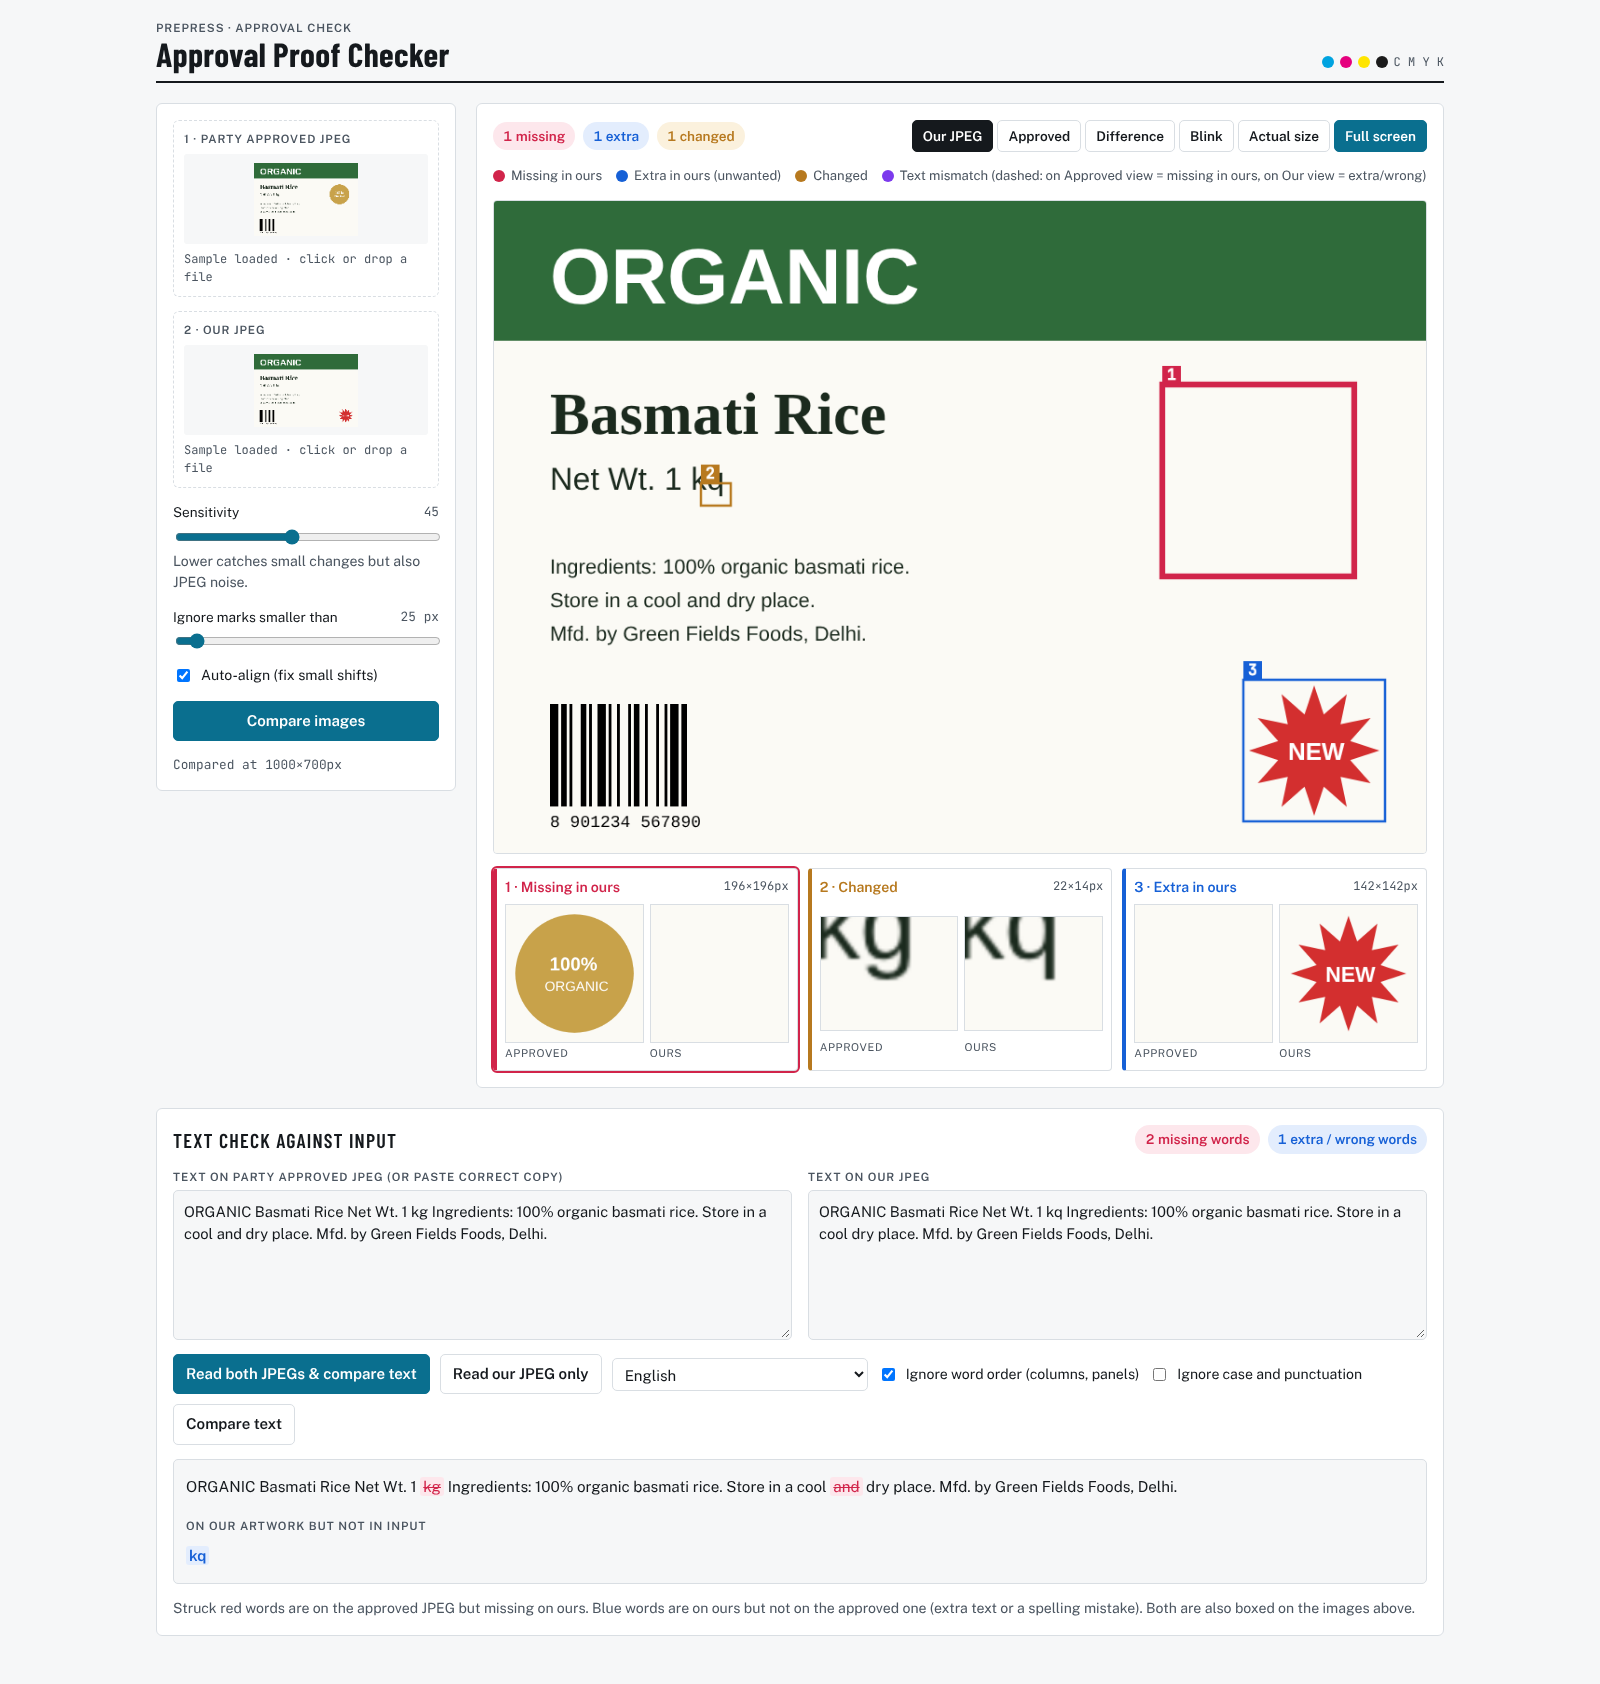 PREPRESS · APPROVAL CHECK
Approval Proof Checker
C M Y K
1 · PARTY APPROVED JPEG
ORGANIC
Basmati Rice
Sample loaded · click or drop a
file
2 · OUR JPEG
ORGANIC
Basmati Rice
Sample loaded · click or drop a
file
Sensitivity 45
Lower catches small changes but also
JPEG noise.
Ignore marks smaller than 25 px
Auto-align (fix small shifts)
Compare images
Compared at 1000×700px
1 missing 1 extra 1 changed
Our JPEG Approved Difference Blink Actual size Full screen
Missing in ours Extra in ours (unwanted) Changed Text mismatch (dashed: on Approved view = missing in ours, on Our view = extra/wrong)
ORGANIC
1
Basmati Rice
2
Net Wt. 1 kq
Ingredients: 100% organic basmati rice.
Store in a cool and dry place.
Mfd. by Green Fields Foods, Delhi.
3
NEW
8 901234 567890
1 · Missing in ours 196×196px
100%
ORGANIC
APPROVED OURS
2 · Changed 22×14px
kg kq
APPROVED OURS
3 · Extra in ours 142×142px
NEW
APPROVED OURS
TEXT CHECK AGAINST INPUT
2 missing words 1 extra / wrong words
TEXT ON PARTY APPROVED JPEG (OR PASTE CORRECT COPY)
ORGANIC Basmati Rice Net Wt. 1 kg Ingredients: 100% organic basmati rice. Store in a
cool and dry place. Mfd. by Green Fields Foods, Delhi.
TEXT ON OUR JPEG
ORGANIC Basmati Rice Net Wt. 1 kq Ingredients: 100% organic basmati rice. Store in a
cool dry place. Mfd. by Green Fields Foods, Delhi.
Read both JPEGs & compare text Read our JPEG only English Ignore word order (columns, panels) Ignore case and punctuation
Compare text
ORGANIC Basmati Rice Net Wt. 1 kg Ingredients: 100% organic basmati rice. Store in a cool and dry place. Mfd. by Green Fields Foods, Delhi.
ON OUR ARTWORK BUT NOT IN INPUT
kq
Struck red words are on the approved JPEG but missing on ours. Blue words are on ours but not on the approved one (extra text or a spelling mistake). Both are also boxed on the images above.